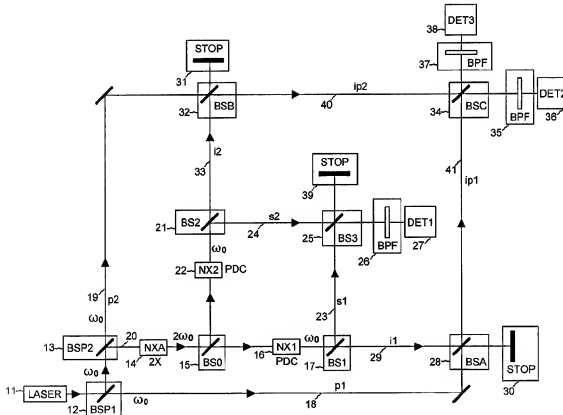 38 DET3
STOP
37 BPF
31
ip2
DET2
32 BSB 40 34 BSC BPF
35 36
i2
33 STOP 41
39 ip1
BS2 s2 DET1
21 24 25 BS3 BPF
ω0 26 27
22 NX2 PDC
19 p2 23 s1
ω0
20 2ω0 ω0 i1
13 BSP2 NXA NX1
14 2X 15 BS0 16 PDC 17 BS1 29 28 BSA STOP
ω0 30
11 LASER ω0 p1
12 BSP1 18